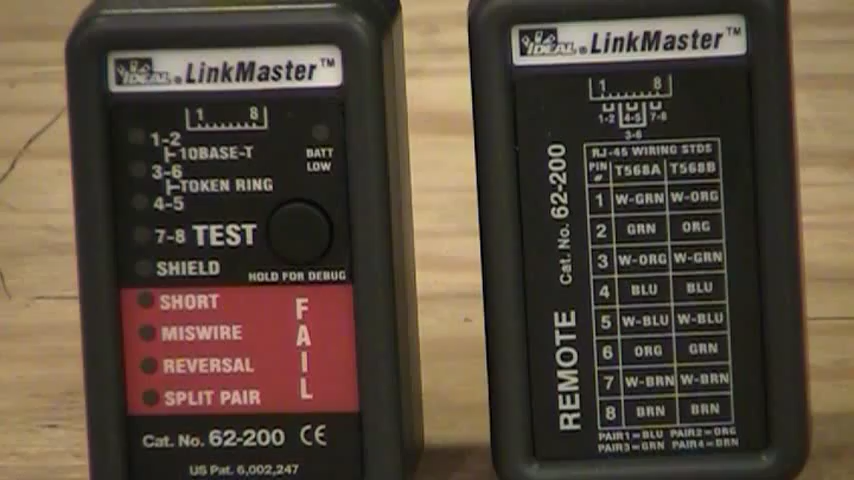 IDEAL® LinkMaster™
1 8
1-2
10BASE-T
BATT
LOW
3-6
TOKEN RING
4-5
7-8 TEST
SHIELD
HOLD FOR DEBUG
SHORT
MISWIRE
REVERSAL
SPLIT PAIR
FAIL
Cat. No. 62-200 CE
US Pat. 6,002,247
IDEAL® LinkMaster™
1 8
1-2 4-5 7-8
3-6
REMOTE Cat. No. 62-200
RJ-45 WIRING STDS
PIN # T568A T568B
1 W-GRN W-ORG
2 GRN ORG
3 W-ORG W-GRN
4 BLU BLU
5 W-BLU W-BLU
6 ORG GRN
7 W-BRN W-BRN
8 BRN BRN
PAIR1=BLU PAIR2=ORG
PAIR3=GRN PAIR4=BRN